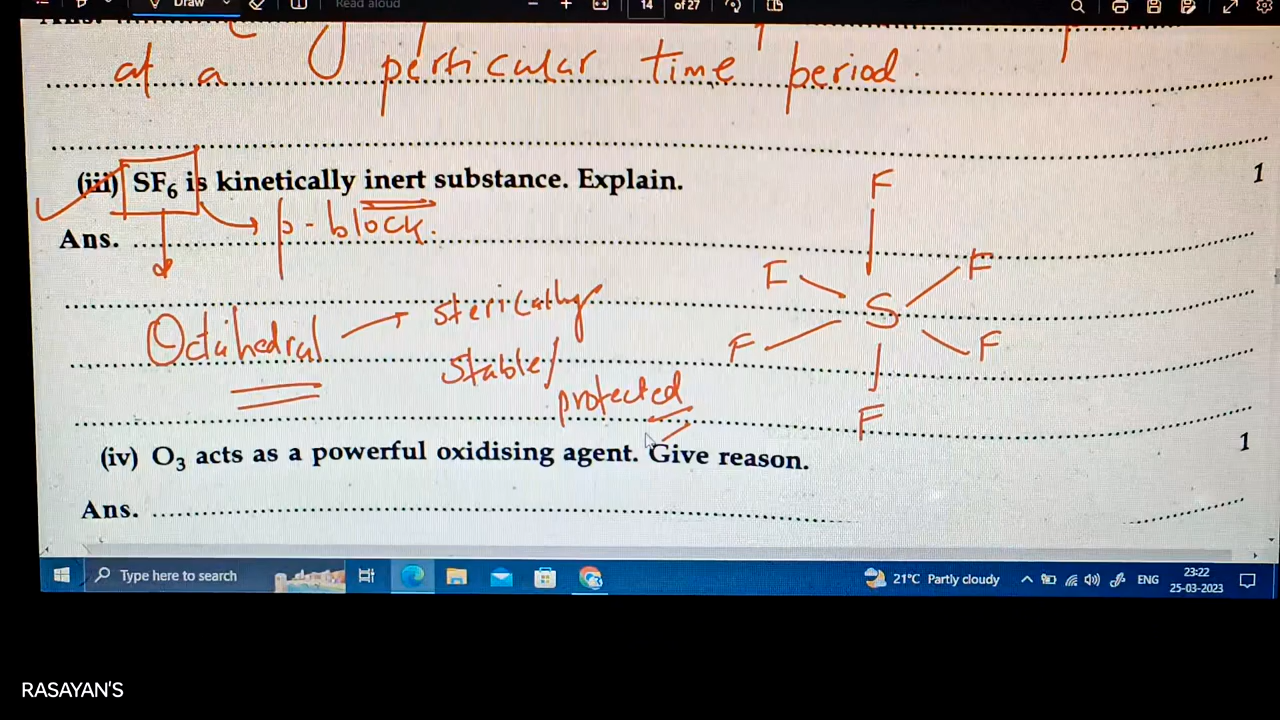 Draw
Read aloud
14 of 27
at a perticular time period.
(iii) SF6 is kinetically inert substance. Explain. 1
Ans. p-block.
Octahedral → sterically
stable/
protected
F
F F
S
F F
F
(iv) O3 acts as a powerful oxidising agent. Give reason. 1
Ans.
Type here to search
21°C Partly cloudy ENG 23:22
25-03-2023
RASAYAN'S